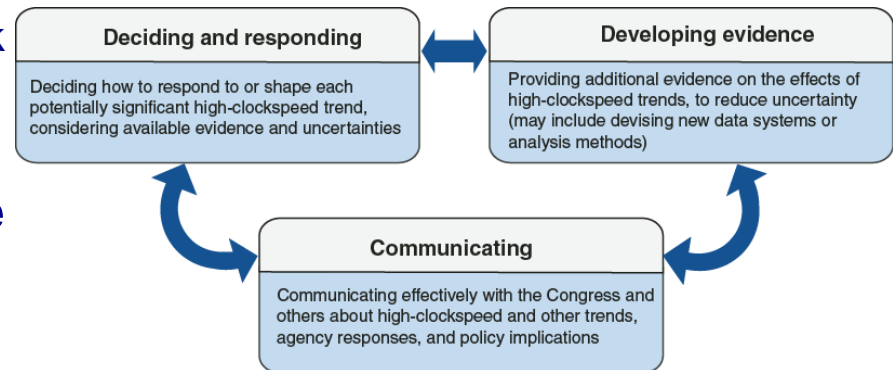 k
Deciding and responding
Deciding how to respond to or shape each
potentially significant high-clockspeed trend,
considering available evidence and uncertainties
Developing evidence
Providing additional evidence on the effects of
high-clockspeed trends, to reduce uncertainty
(may include devising new data systems or
analysis methods)
e
Communicating
Communicating effectively with the Congress and
others about high-clockspeed and other trends,
agency responses, and policy implications